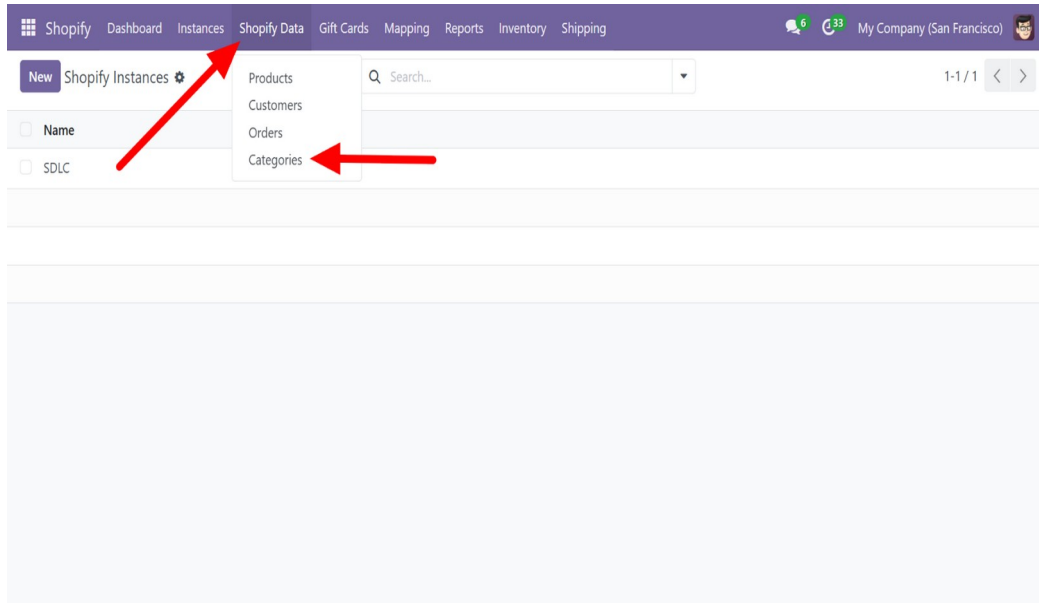 Shopify Dashboard Instances Shopify Data Gift Cards Mapping Reports Inventory Shipping 6 33 My Company (San Francisco)
New Shopify Instances Search... 1-1 / 1
Products
Customers
Orders
Categories
Name
SDLC